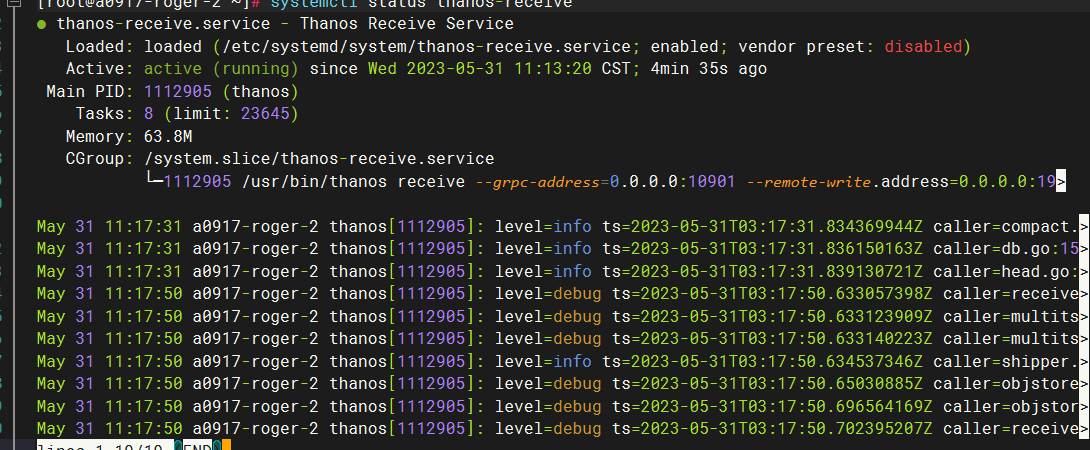 [root@a0917-roger-2 ~]# systemctl status thanos-receive
● thanos-receive.service - Thanos Receive Service
Loaded: loaded (/etc/systemd/system/thanos-receive.service; enabled; vendor preset: disabled)
Active: active (running) since Wed 2023-05-31 11:13:20 CST; 4min 35s ago
Main PID: 1112905 (thanos)
Tasks: 8 (limit: 23645)
Memory: 63.8M
CGroup: /system.slice/thanos-receive.service
└─1112905 /usr/bin/thanos receive --grpc-address=0.0.0.0:10901 --remote-write.address=0.0.0.0:19>
May 31 11:17:31 a0917-roger-2 thanos[1112905]: level=info ts=2023-05-31T03:17:31.834369944Z caller=compact.>
May 31 11:17:31 a0917-roger-2 thanos[1112905]: level=info ts=2023-05-31T03:17:31.836150163Z caller=db.go:15>
May 31 11:17:31 a0917-roger-2 thanos[1112905]: level=info ts=2023-05-31T03:17:31.839130721Z caller=head.go:>
May 31 11:17:50 a0917-roger-2 thanos[1112905]: level=debug ts=2023-05-31T03:17:50.633057398Z caller=receive>
May 31 11:17:50 a0917-roger-2 thanos[1112905]: level=debug ts=2023-05-31T03:17:50.633123909Z caller=multits>
May 31 11:17:50 a0917-roger-2 thanos[1112905]: level=debug ts=2023-05-31T03:17:50.633140223Z caller=multits>
May 31 11:17:50 a0917-roger-2 thanos[1112905]: level=info ts=2023-05-31T03:17:50.634537346Z caller=shipper.>
May 31 11:17:50 a0917-roger-2 thanos[1112905]: level=debug ts=2023-05-31T03:17:50.65030885Z caller=objstore>
May 31 11:17:50 a0917-roger-2 thanos[1112905]: level=debug ts=2023-05-31T03:17:50.696564169Z caller=objstor>
May 31 11:17:50 a0917-roger-2 thanos[1112905]: level=debug ts=2023-05-31T03:17:50.702395207Z caller=receive>
lines 1-19/19 (END)